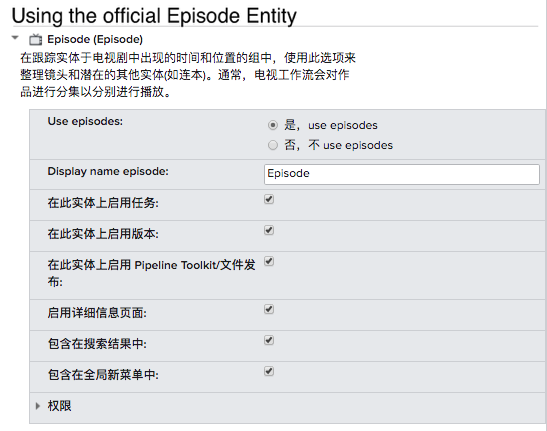 Using the official Episode Entity
Episode (Episode)
在跟踪实体于电视剧中出现的时间和位置的组中，使用此选项来
整理镜头和潜在的其他实体(如连本)。通常，电视工作流会对作
品进行分集以分别进行播放。
Use episodes:
是，use episodes
否，不 use episodes
Display name episode:
Episode
在此实体上启用任务:
在此实体上启用版本:
在此实体上启用 Pipeline Toolkit/文件发
布:
启用详细信息页面:
包含在搜索结果中:
包含在全局新菜单中:
权限